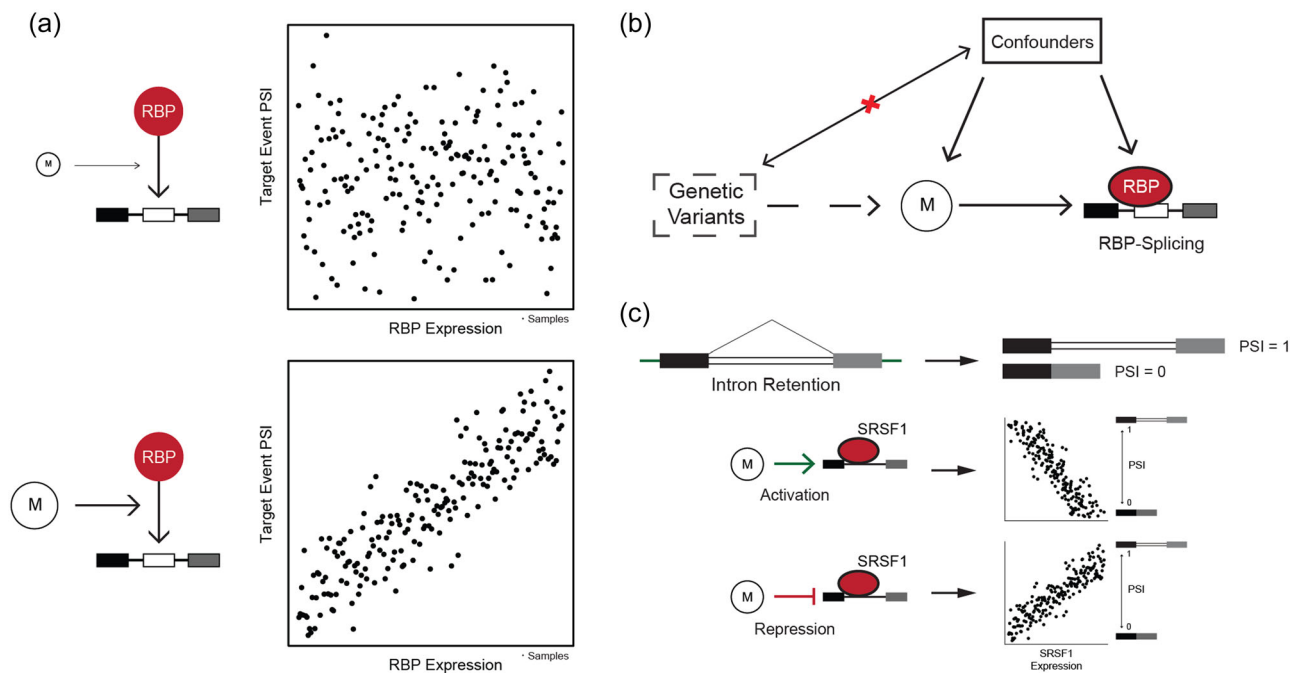 (a)
RBP
M
Target Event PSI
RBP Expression
· Samples
RBP
M
Target Event PSI
RBP Expression
· Samples
(b)
Confounders
Genetic
Variants
M
RBP
RBP-Splicing
(c)
Intron Retention
PSI = 1
PSI = 0
SRSF1
M
Activation
1
PSI
0
SRSF1
M
Repression
1
PSI
0
SRSF1
Expression